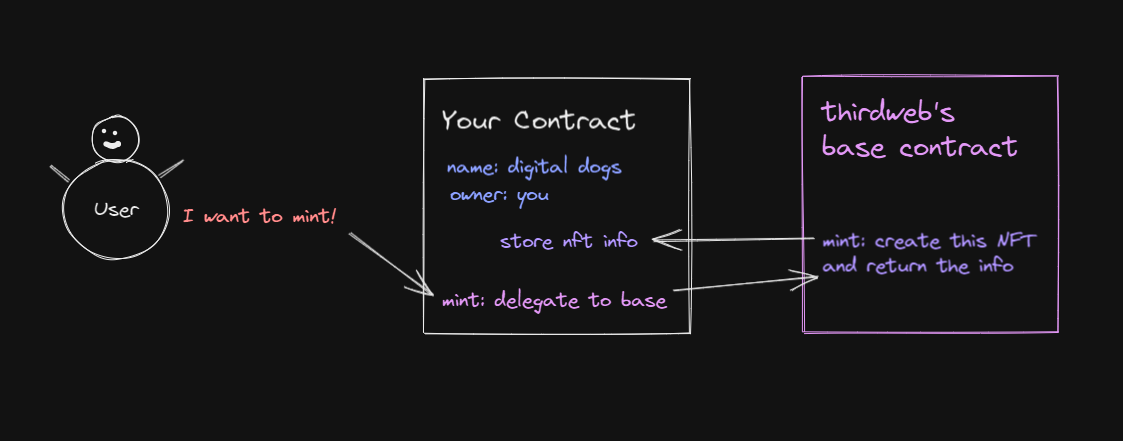 User
I want to mint!
Your Contract
name: digital dogs
owner: you
store nft info
mint: delegate to base
thirdweb's
base contract
mint: create this NFT
and return the info